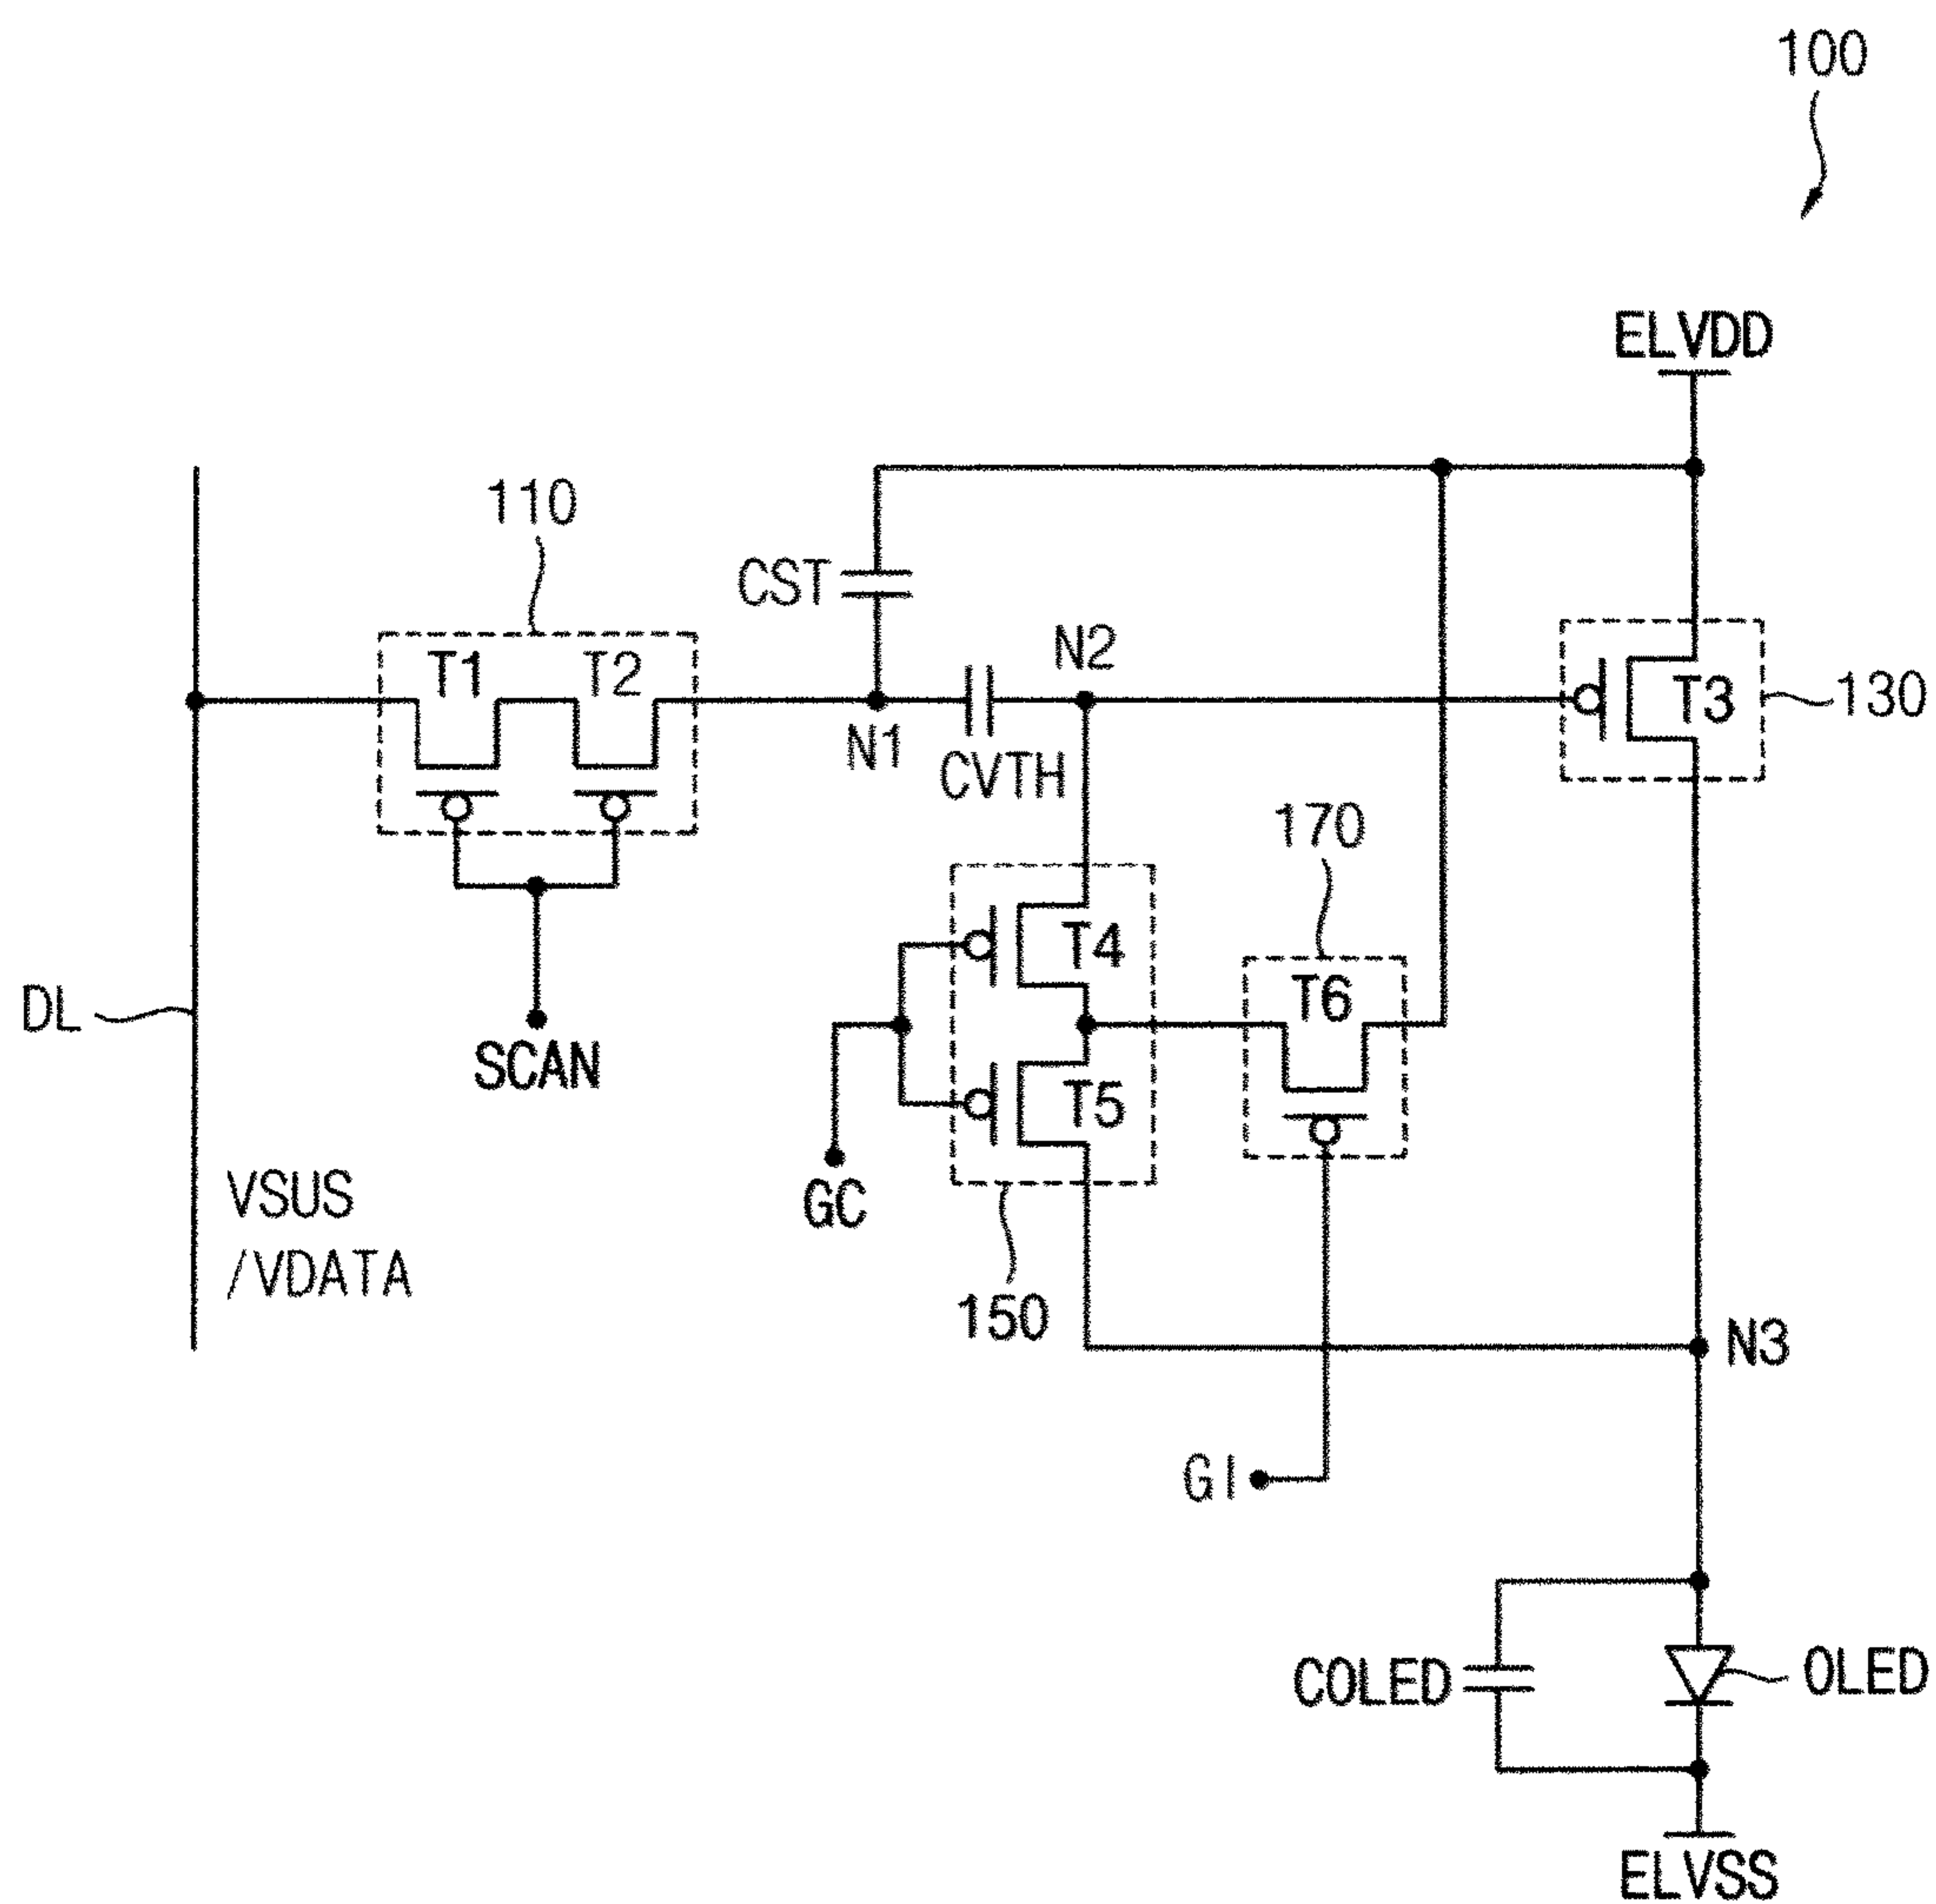 100
ELVDD
110
CST
T1
T2
N2
T3
130
N1
CVTH
170
T4
T6
DL
SCAN
T5
GC
VSUS
/VDATA
150
N3
GI
COLED
OLED
ELVSS